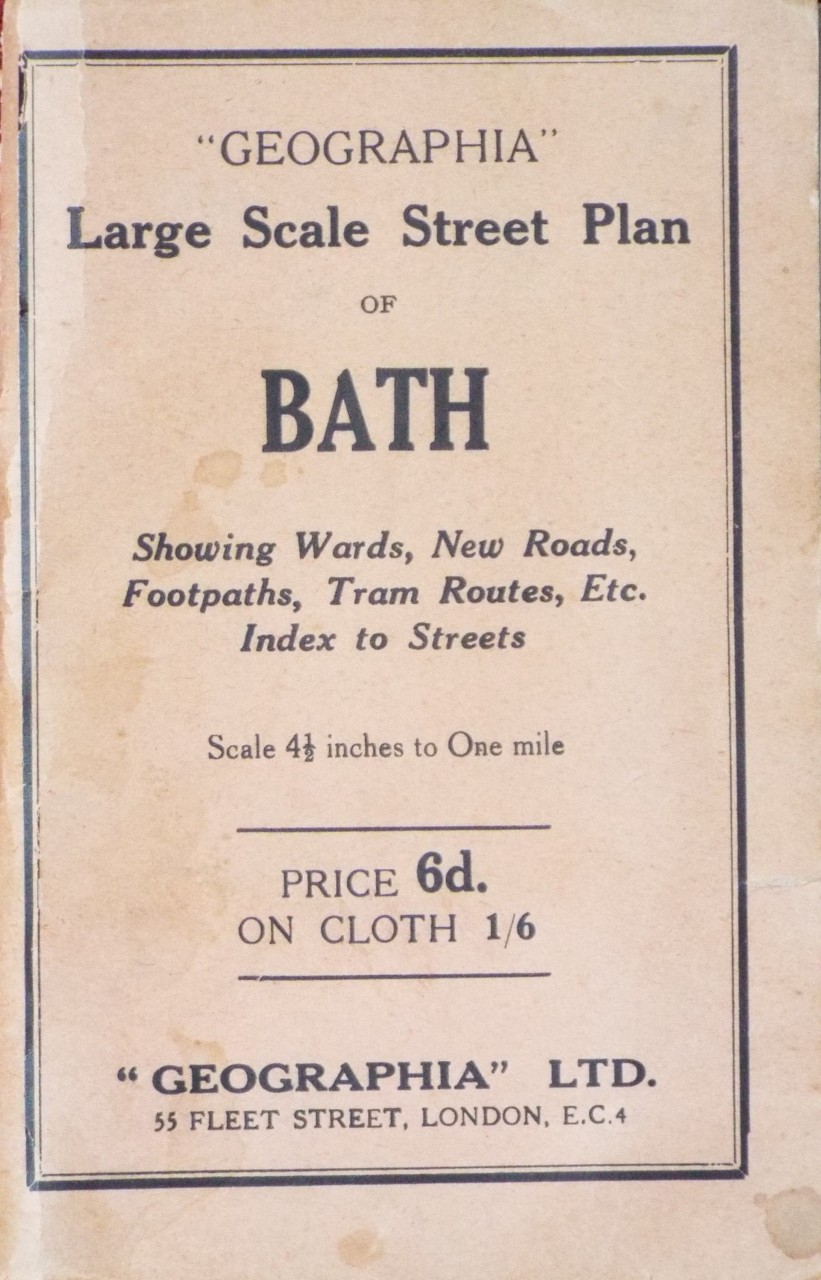 “GEOGRAPHIA”
Large Scale Street Plan
OF
BATH
Showing Wards, New Roads,
Footpaths, Tram Routes, Etc.
Index to Streets
Scale 4½ inches to One mile
PRICE 6d.
ON CLOTH 1/6
“GEOGRAPHIA” LTD.
55 FLEET STREET, LONDON, E.C.4